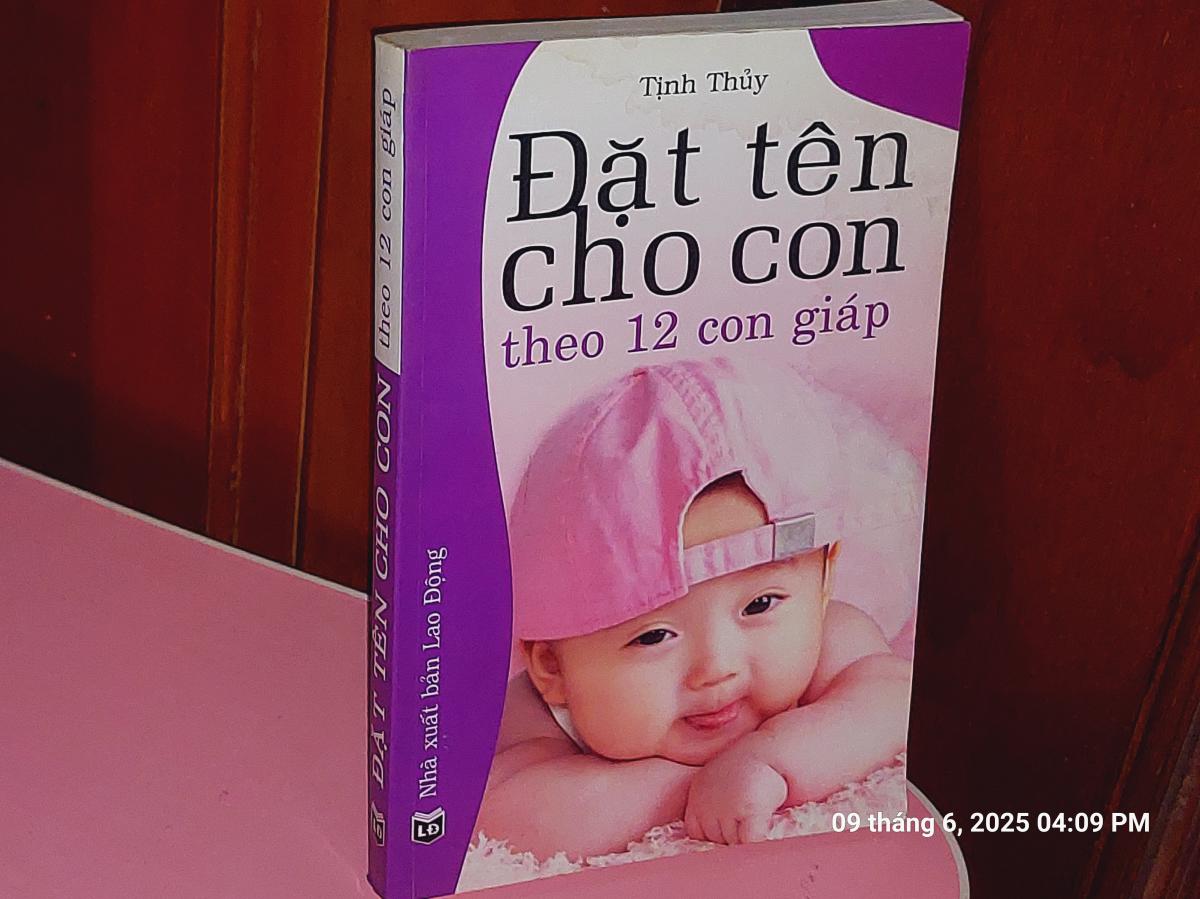 Tịnh Thủy
Đặt tên
cho con
theo 12 con giáp
Nhà xuất bản Lao Động
LĐ
ĐẶT TÊN CHO CON theo 12 con giáp
09 tháng 6, 2025 04:09 PM